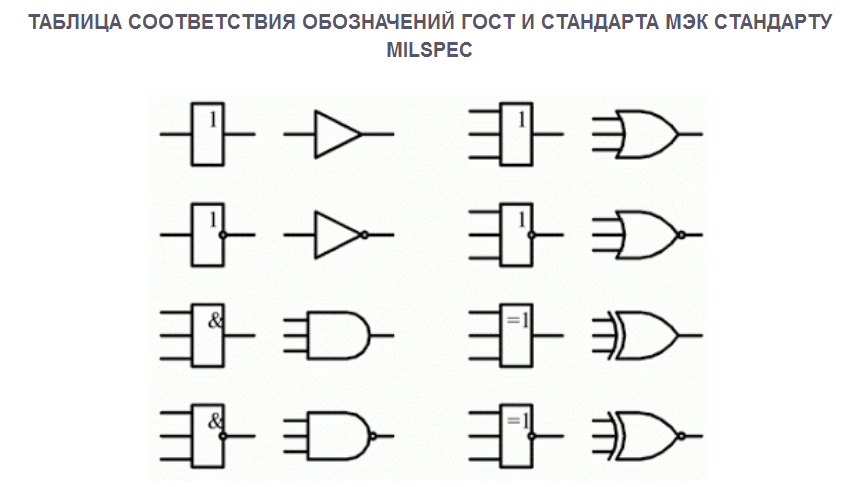 ТАБЛИЦА СООТВЕТСТВИЯ ОБОЗНАЧЕНИЙ ГОСТ И СТАНДАРТА МЭК СТАНДАРТУ
MILSPEC
1 1
1 1
& =1
& =1